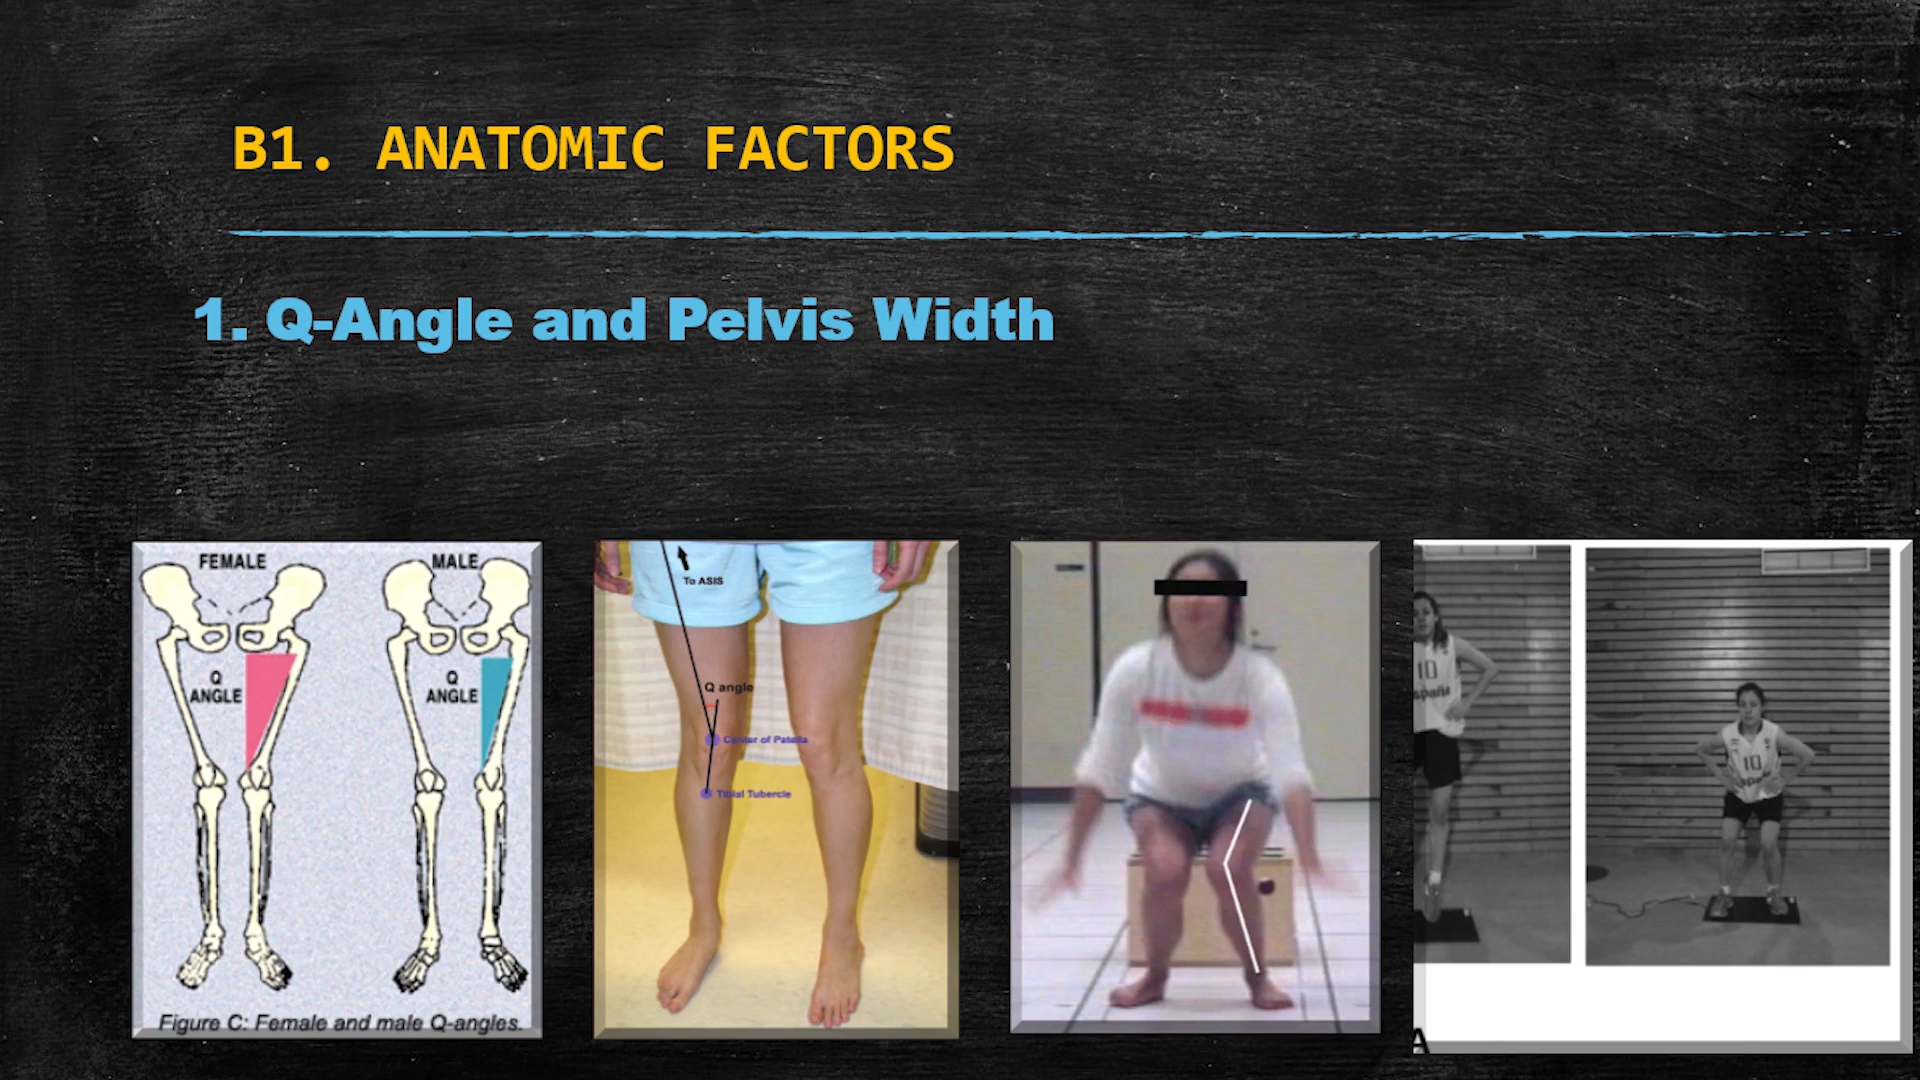 B1. ANATOMIC FACTORS
1. Q-Angle and Pelvis Width
FEMALE
MALE
Q
ANGLE
Q
ANGLE
Figure C: Female and male Q-angles.
To ASIS
Q angle
Center of Patella
Tibial Tubercle
10
españa
10
A